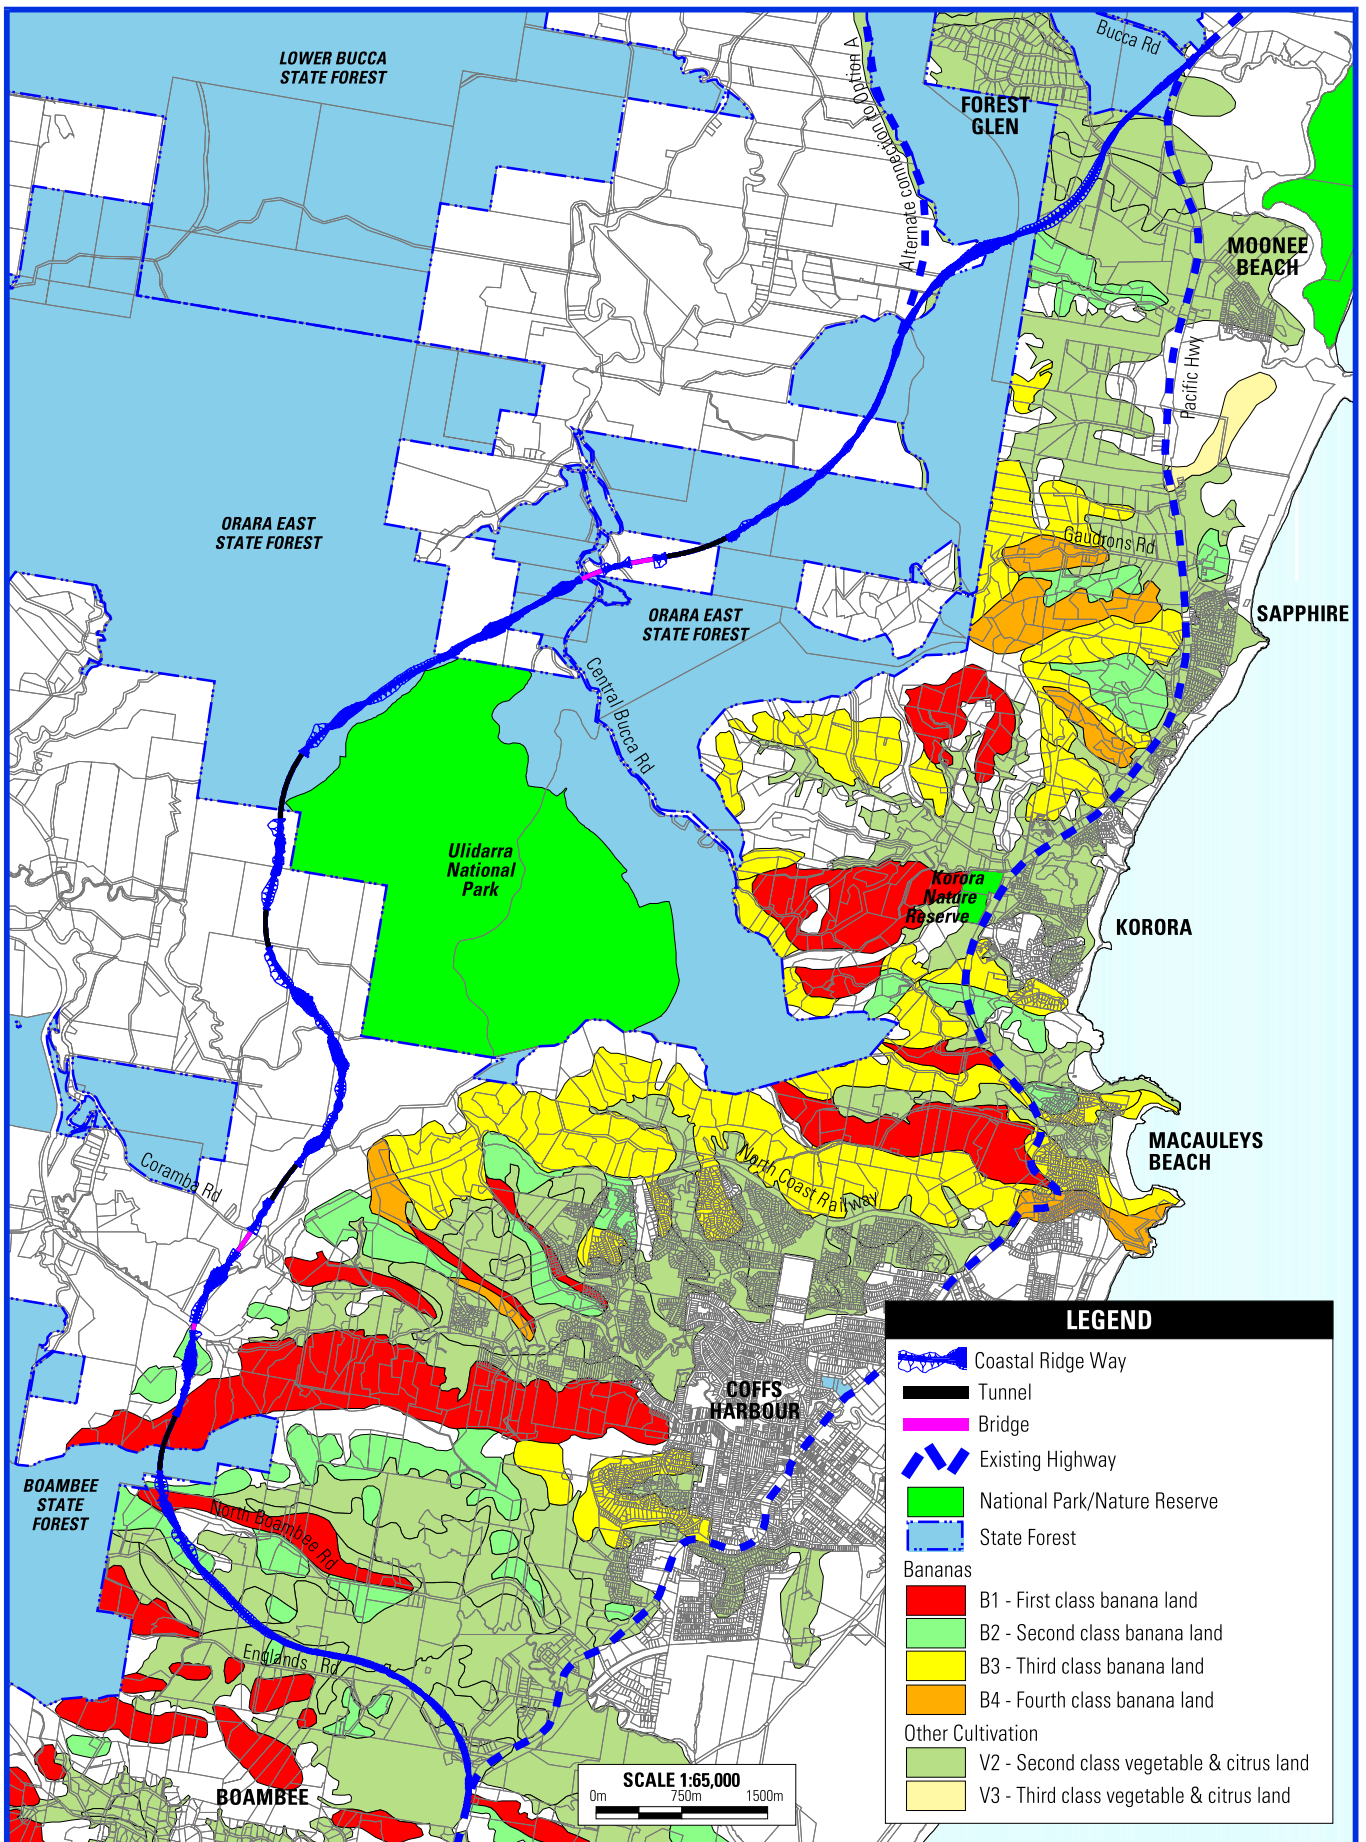 LOWER BUCCA
STATE FOREST
Alternate connection to Option A
Bucca Rd
FOREST
GLEN
MOONEE
BEACH
Pacific Hwy
ORARA EAST
STATE FOREST
Gaudrons Rd
ORARA EAST
STATE FOREST
SAPPHIRE
Central Bucca Rd
Ulidarra
National
Park
Korora
Nature
Reserve
KORORA
MACAULEYS
BEACH
Coramba Rd
North Coast Railway
COFFS
HARBOUR
BOAMBEE
STATE
FOREST
North Boambee Rd
Englands Rd
BOAMBEE
SCALE 1:65,000
0m 750m 1500m
LEGEND
Coastal Ridge Way
Tunnel
Bridge
Existing Highway
National Park/Nature Reserve
State Forest
Bananas
B1 - First class banana land
B2 - Second class banana land
B3 - Third class banana land
B4 - Fourth class banana land
Other Cultivation
V2 - Second class vegetable & citrus land
V3 - Third class vegetable & citrus land